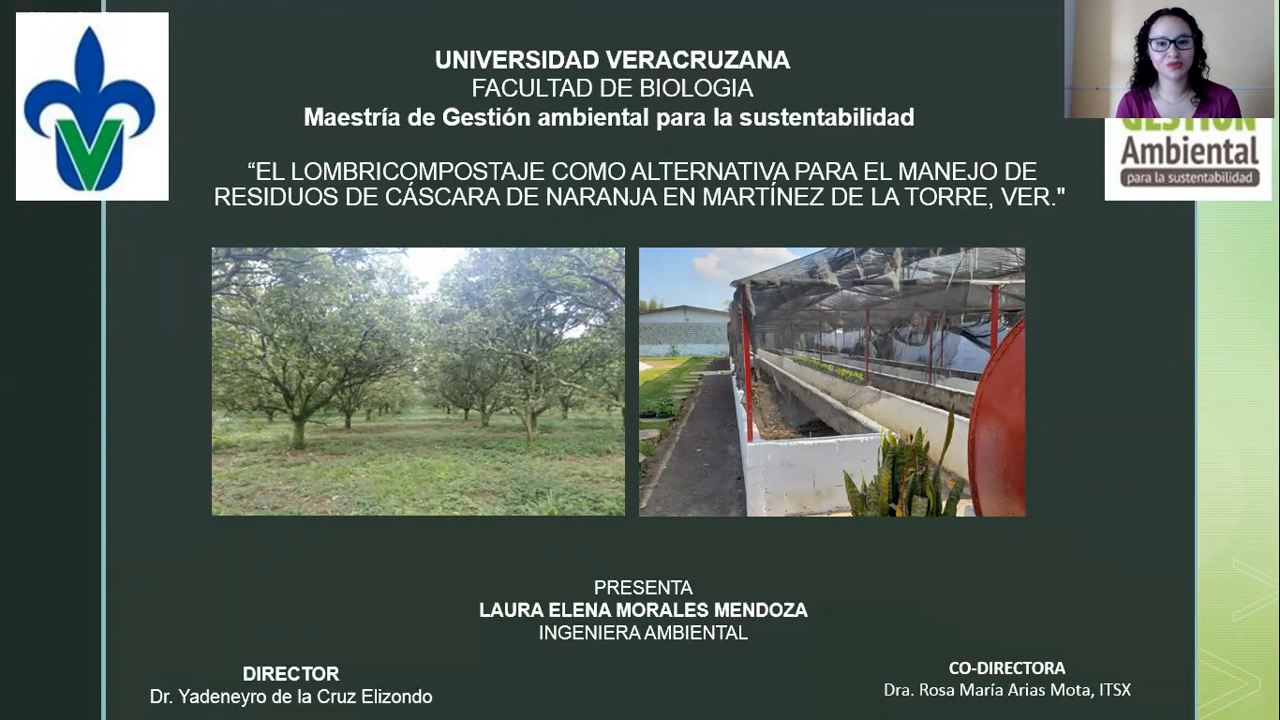 UNIVERSIDAD VERACRUZANA
FACULTAD DE BIOLOGIA
Maestría de Gestión ambiental para la sustentabilidad
“EL LOMBRICOMPOSTAJE COMO ALTERNATIVA PARA EL MANEJO DE
RESIDUOS DE CÁSCARA DE NARANJA EN MARTÍNEZ DE LA TORRE, VER."
GESTIÓN
Ambiental
para la sustentabilidad
PRESENTA
LAURA ELENA MORALES MENDOZA
INGENIERA AMBIENTAL
DIRECTOR
Dr. Yadeneyro de la Cruz Elizondo
CO-DIRECTORA
Dra. Rosa María Arias Mota, ITSX